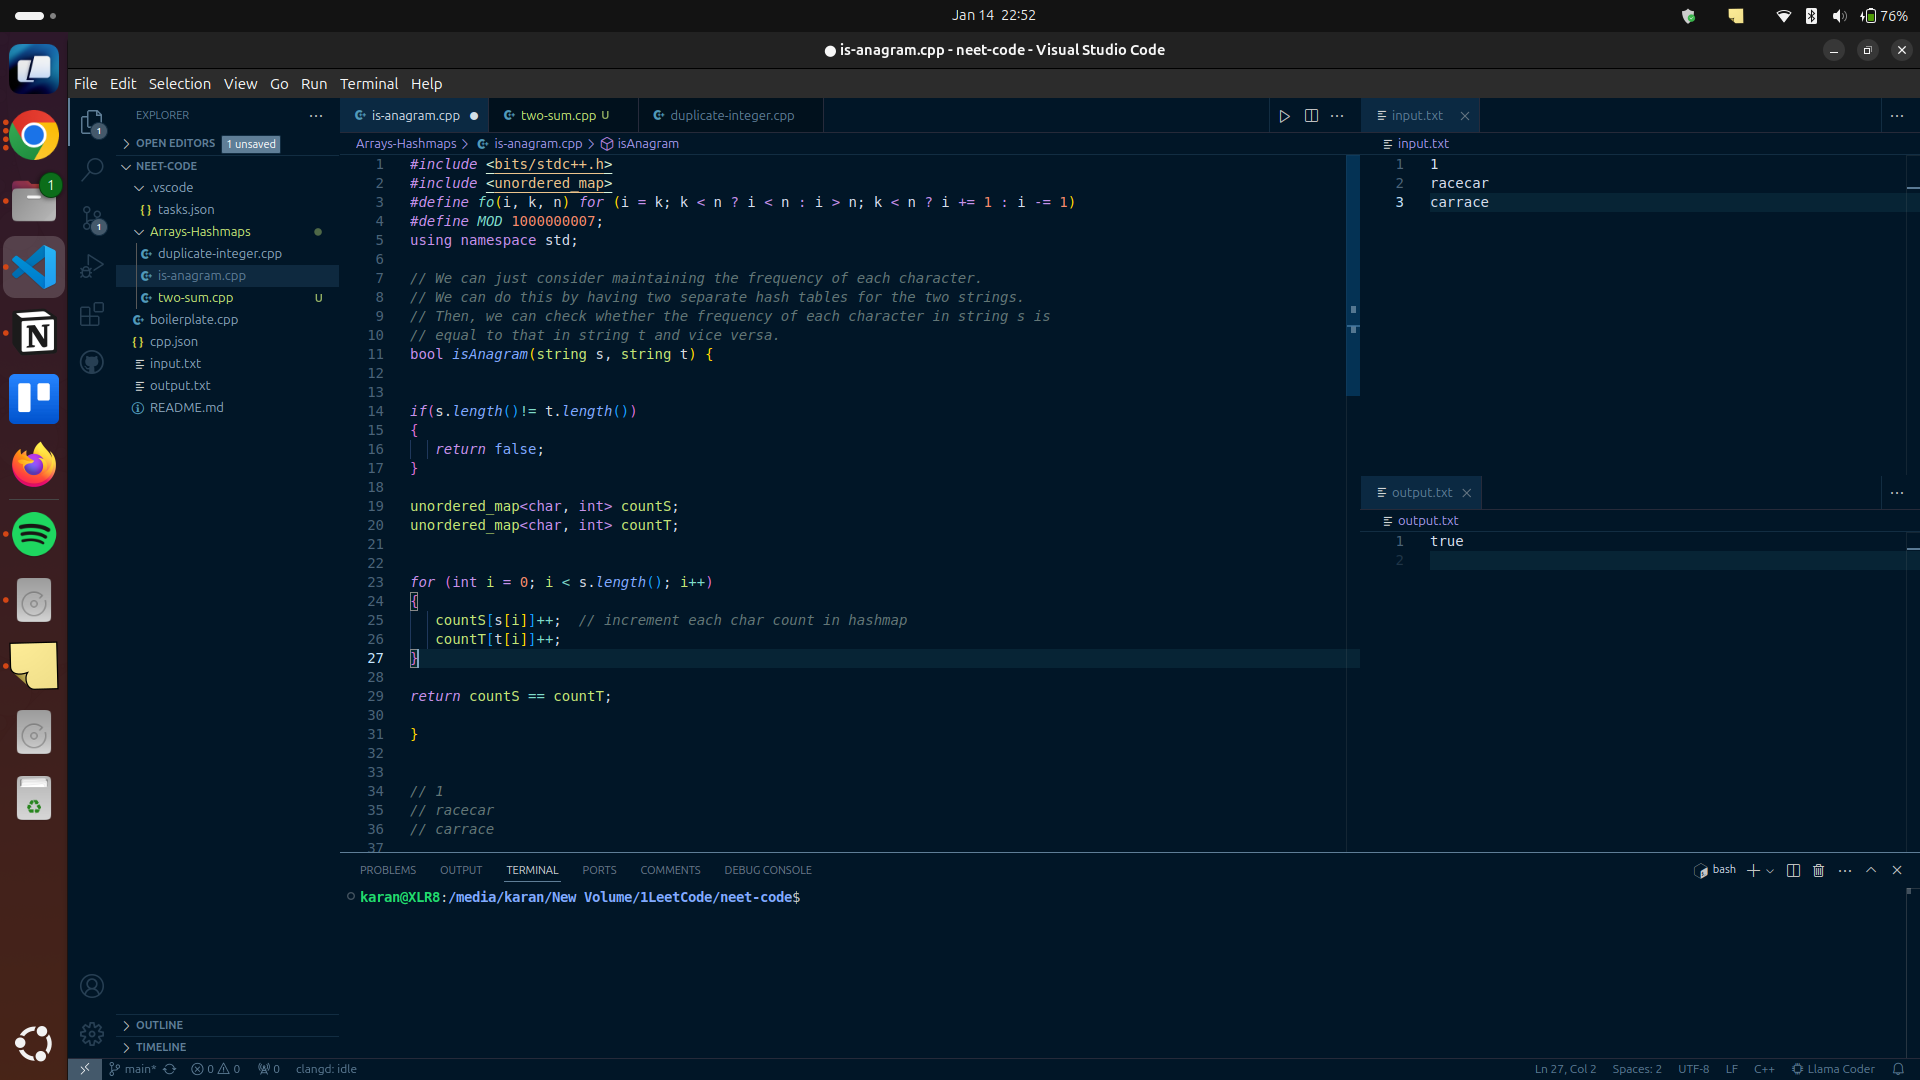 Jan 14 22:52
76%
is-anagram.cpp - neet-code - Visual Studio Code
File Edit Selection View Go Run Terminal Help
EXPLORER
OPEN EDITORS 1 unsaved
NEET-CODE
.vscode
{} tasks.json
Arrays-Hashmaps
duplicate-integer.cpp
is-anagram.cpp
two-sum.cpp U
boilerplate.cpp
{} cpp.json
input.txt
output.txt
README.md
OUTLINE
TIMELINE
1
1
1
is-anagram.cpp
two-sum.cpp U
duplicate-integer.cpp
Arrays-Hashmaps > is-anagram.cpp > isAnagram
1 #include <bits/stdc++.h>
2 #include <unordered_map>
3 #define fo(i, k, n) for (i = k; k < n ? i < n : i > n; k < n ? i += 1 : i -= 1)
4 #define MOD 1000000007;
5 using namespace std;
6
7 // We can just consider maintaining the frequency of each character.
8 // We can do this by having two separate hash tables for the two strings.
9 // Then, we can check whether the frequency of each character in string s is
10 // equal to that in string t and vice versa.
11 bool isAnagram(string s, string t) {
12
13
14 if(s.length()!= t.length())
15 {
16 return false;
17 }
18
19 unordered_map<char, int> countS;
20 unordered_map<char, int> countT;
21
22
23 for (int i = 0; i < s.length(); i++)
24 {
25 countS[s[i]]++; // increment each char count in hashmap
26 countT[t[i]]++;
27 }
28
29 return countS == countT;
30
31 }
32
33
34 // 1
35 // racecar
36 // carrace
37
input.txt
input.txt
1 1
2 racecar
3 carrace
output.txt
output.txt
1 true
2
PROBLEMS OUTPUT TERMINAL PORTS COMMENTS DEBUG CONSOLE
bash
karan@XLR8:/media/karan/New Volume/1LeetCode/neet-code$
main* 0 0 0 clangd: idle
Ln 27, Col 2 Spaces: 2 UTF-8 LF C++ Llama Coder